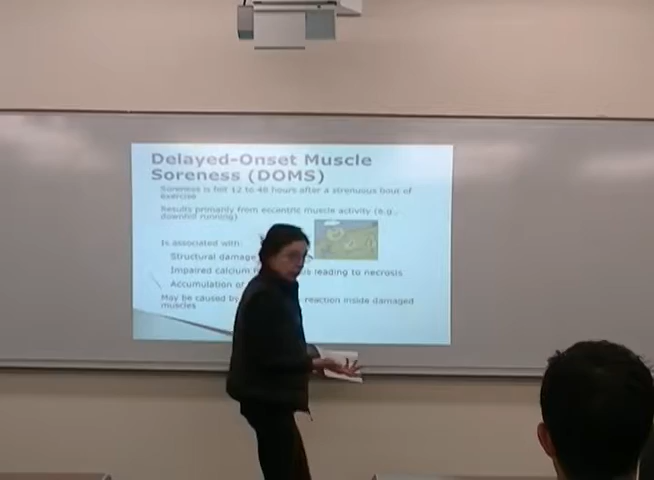 Delayed-Onset Muscle
Soreness (DOMS)
Soreness is felt 12 to 48 hours after a strenuous bout of
exercise
Results primarily from eccentric muscle activity (e.g.,
downhill running)
Is associated with:
Structural damage
Impaired calcium leading to necrosis
Accumulation of
May be caused by reaction inside damaged
muscles